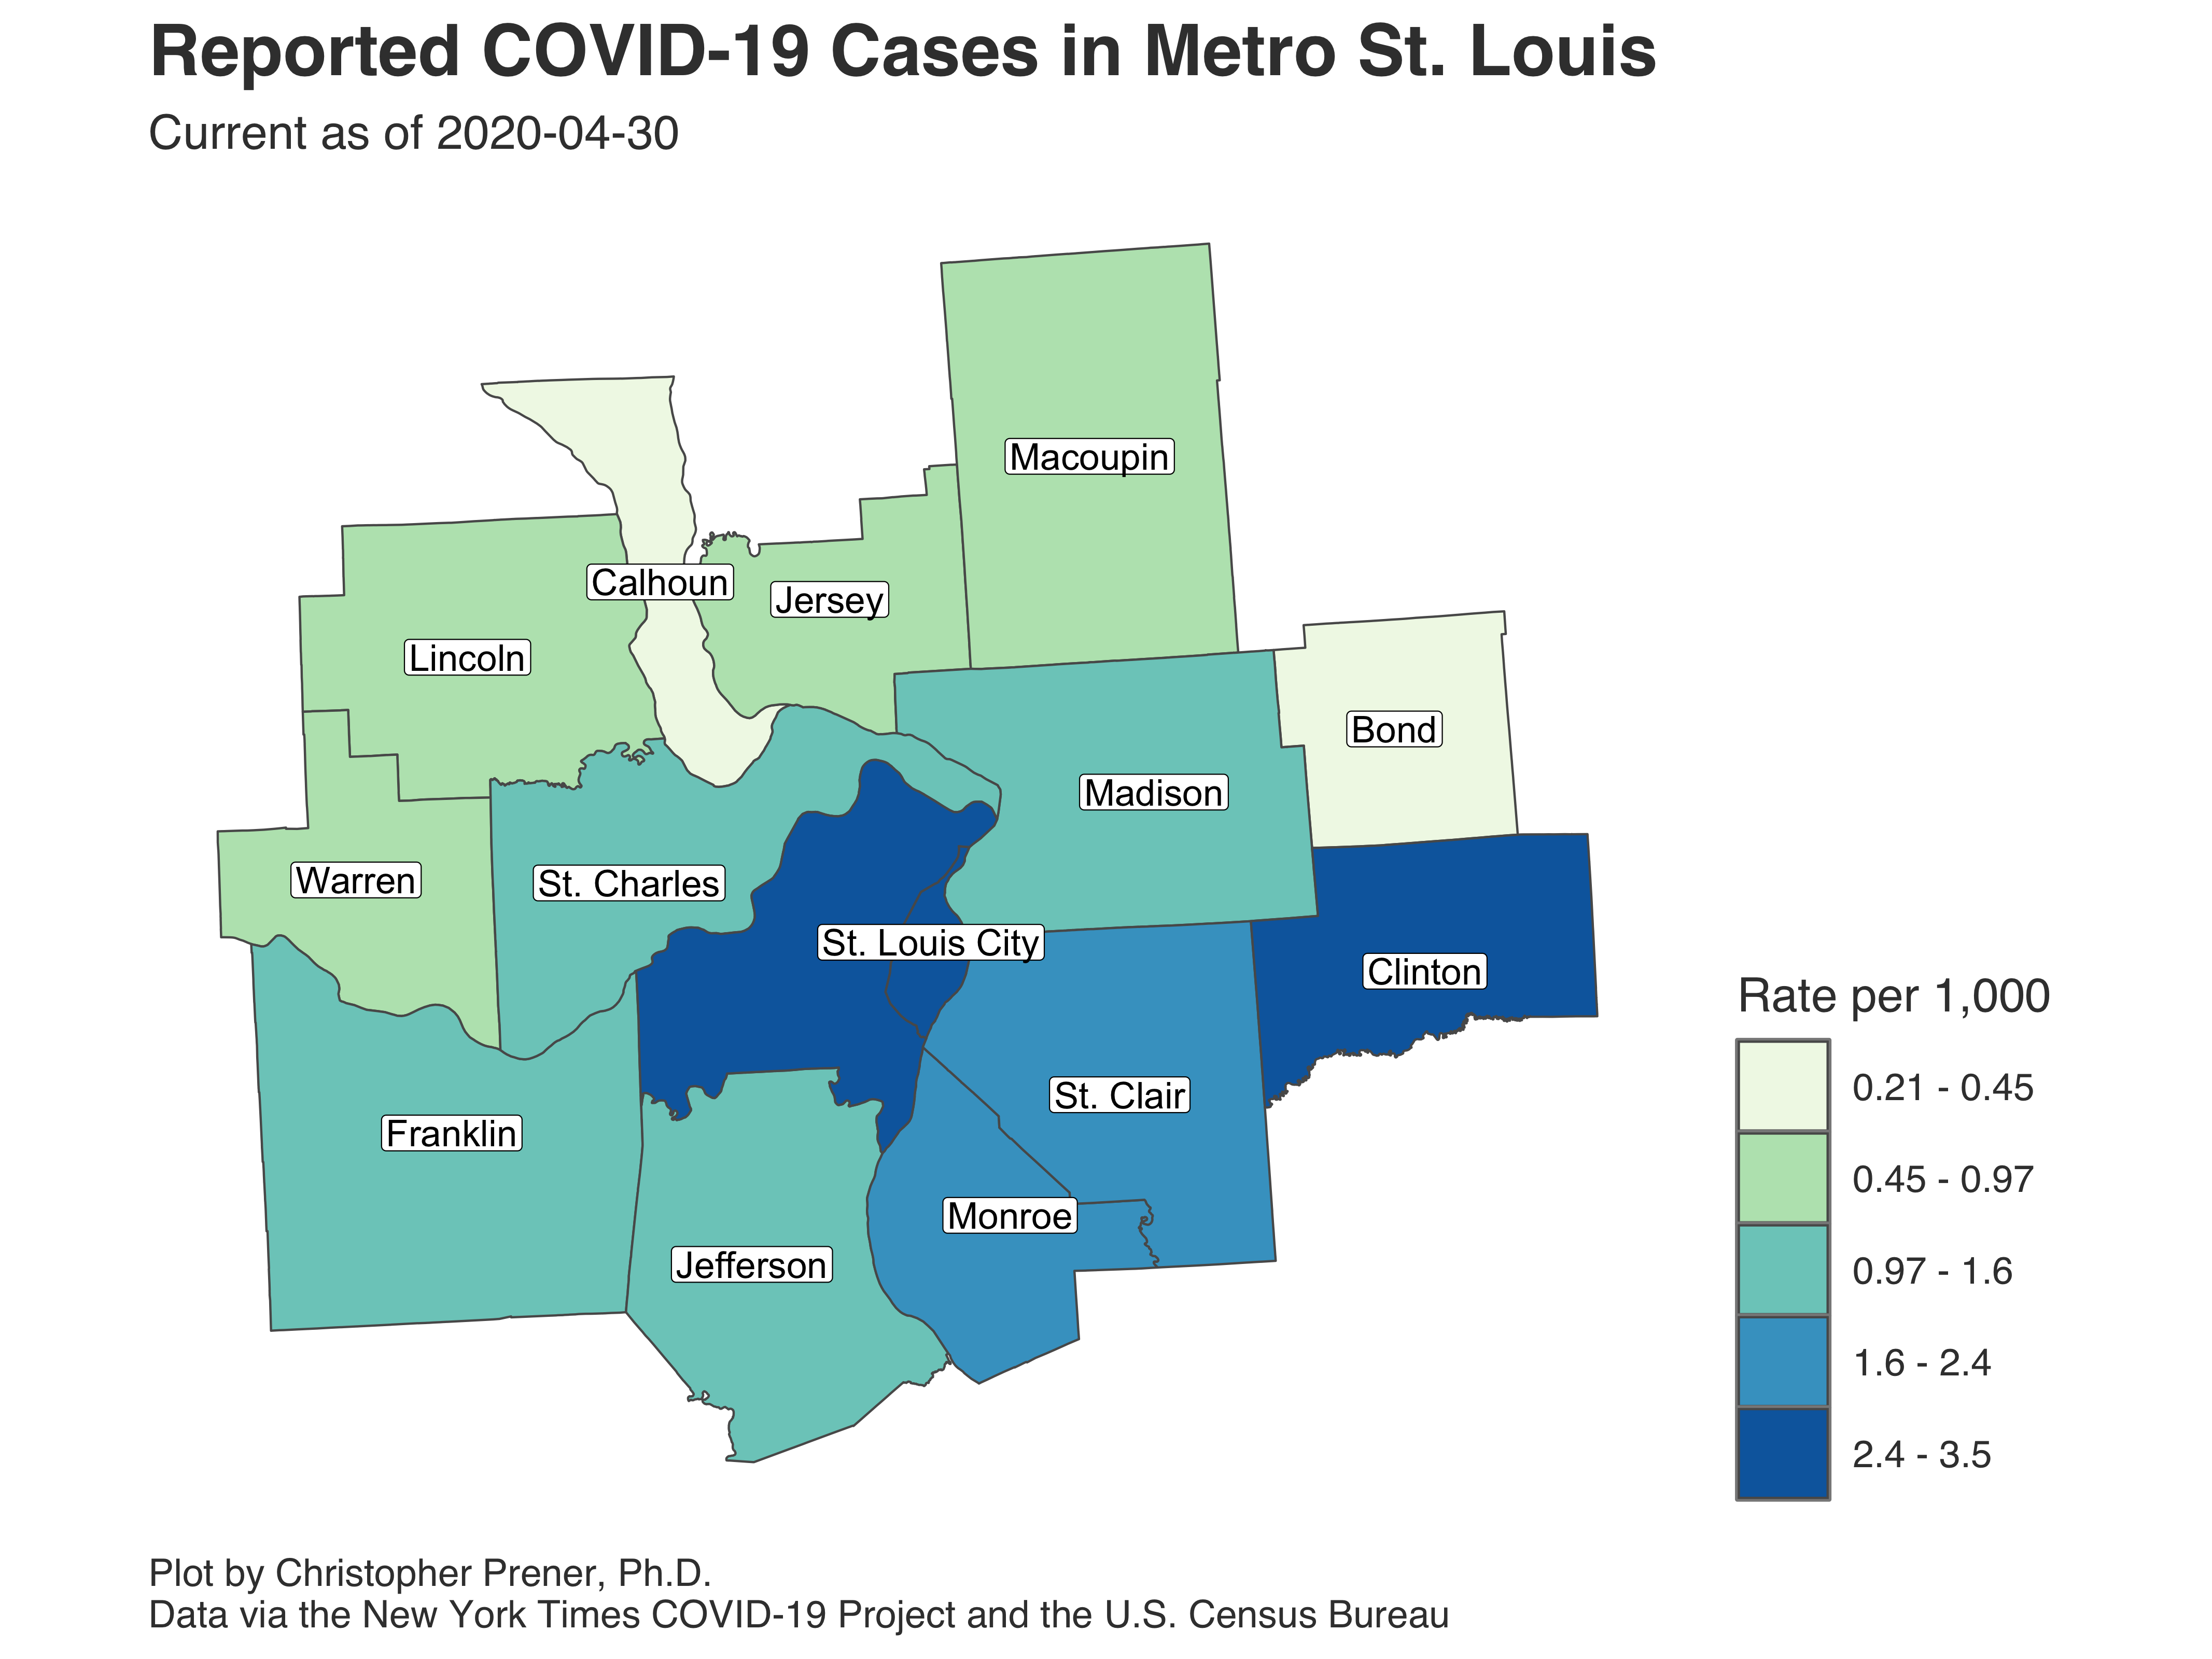 Reported COVID-19 Cases in Metro St. Louis
Current as of 2020-04-30
Macoupin
Calhoun
Jersey
Lincoln
Bond
Madison
Warren
St. Charles
St. Louis City
Clinton
St. Clair
Franklin
Monroe
Jefferson
Rate per 1,000
0.21 - 0.45
0.45 - 0.97
0.97 - 1.6
1.6 - 2.4
2.4 - 3.5
Plot by Christopher Prener, Ph.D.
Data via the New York Times COVID-19 Project and the U.S. Census Bureau